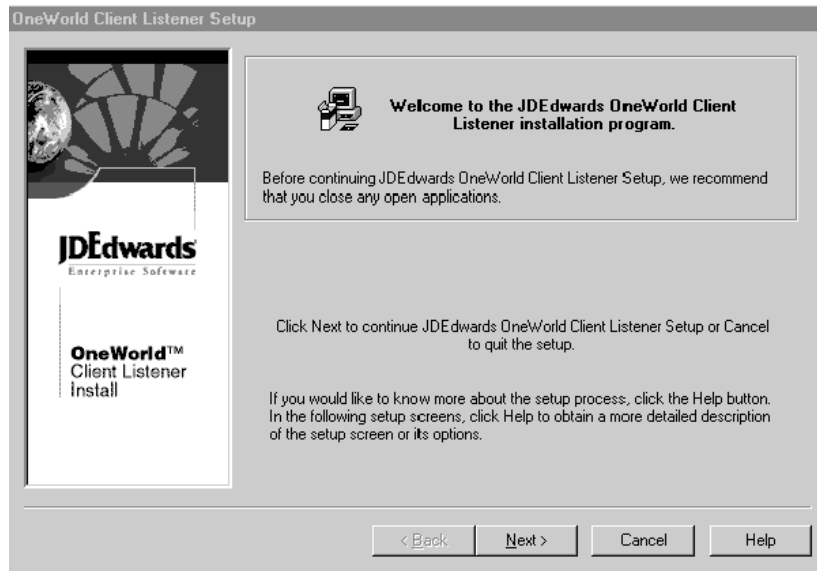 OneWorld Client Listener Setup
Welcome to the JDEdwards OneWorld Client
Listener installation program.
Before continuing JDEdwards OneWorld Client Listener Setup, we recommend
that you close any open applications.
JDEdwards
Enterprise Software
OneWorld™
Client Listener
Install
Click Next to continue JDEdwards OneWorld Client Listener Setup or Cancel
to quit the setup.
If you would like to know more about the setup process, click the Help button.
In the following setup screens, click Help to obtain a more detailed description
of the setup screen or its options.
< Back
Next >
Cancel
Help